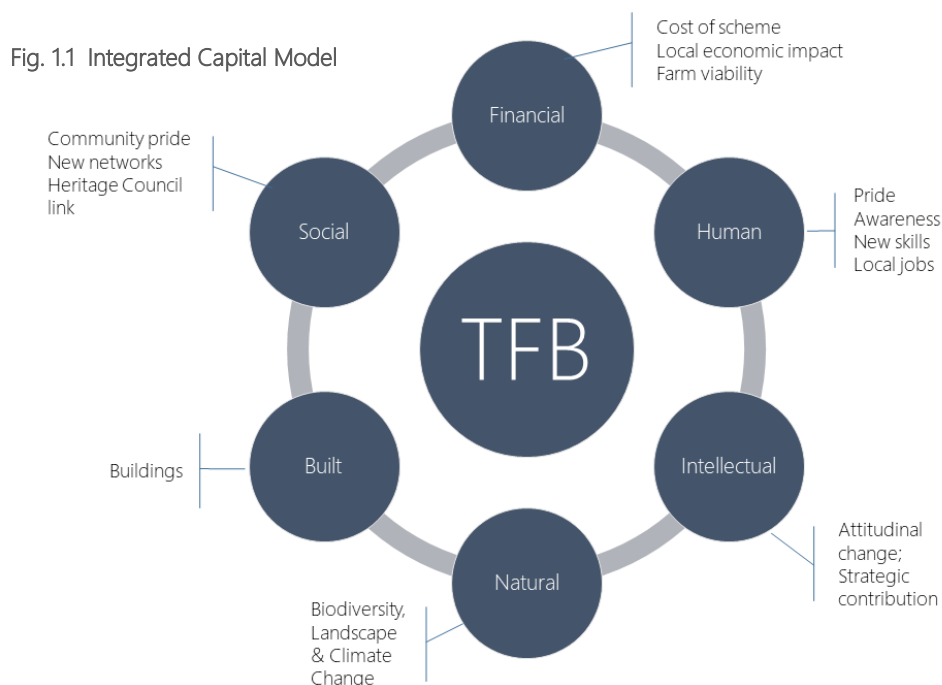 Fig. 1.1 Integrated Capital Model
Cost of scheme
Local economic impact
Farm viability
Financial
Community pride
New networks
Heritage Council
link
Social
Human
Pride
Awareness
New skills
Local jobs
TFB
Buildings
Built
Intellectual
Attitudinal
change;
Strategic
contribution
Natural
Biodiversity,
Landscape
& Climate
Change